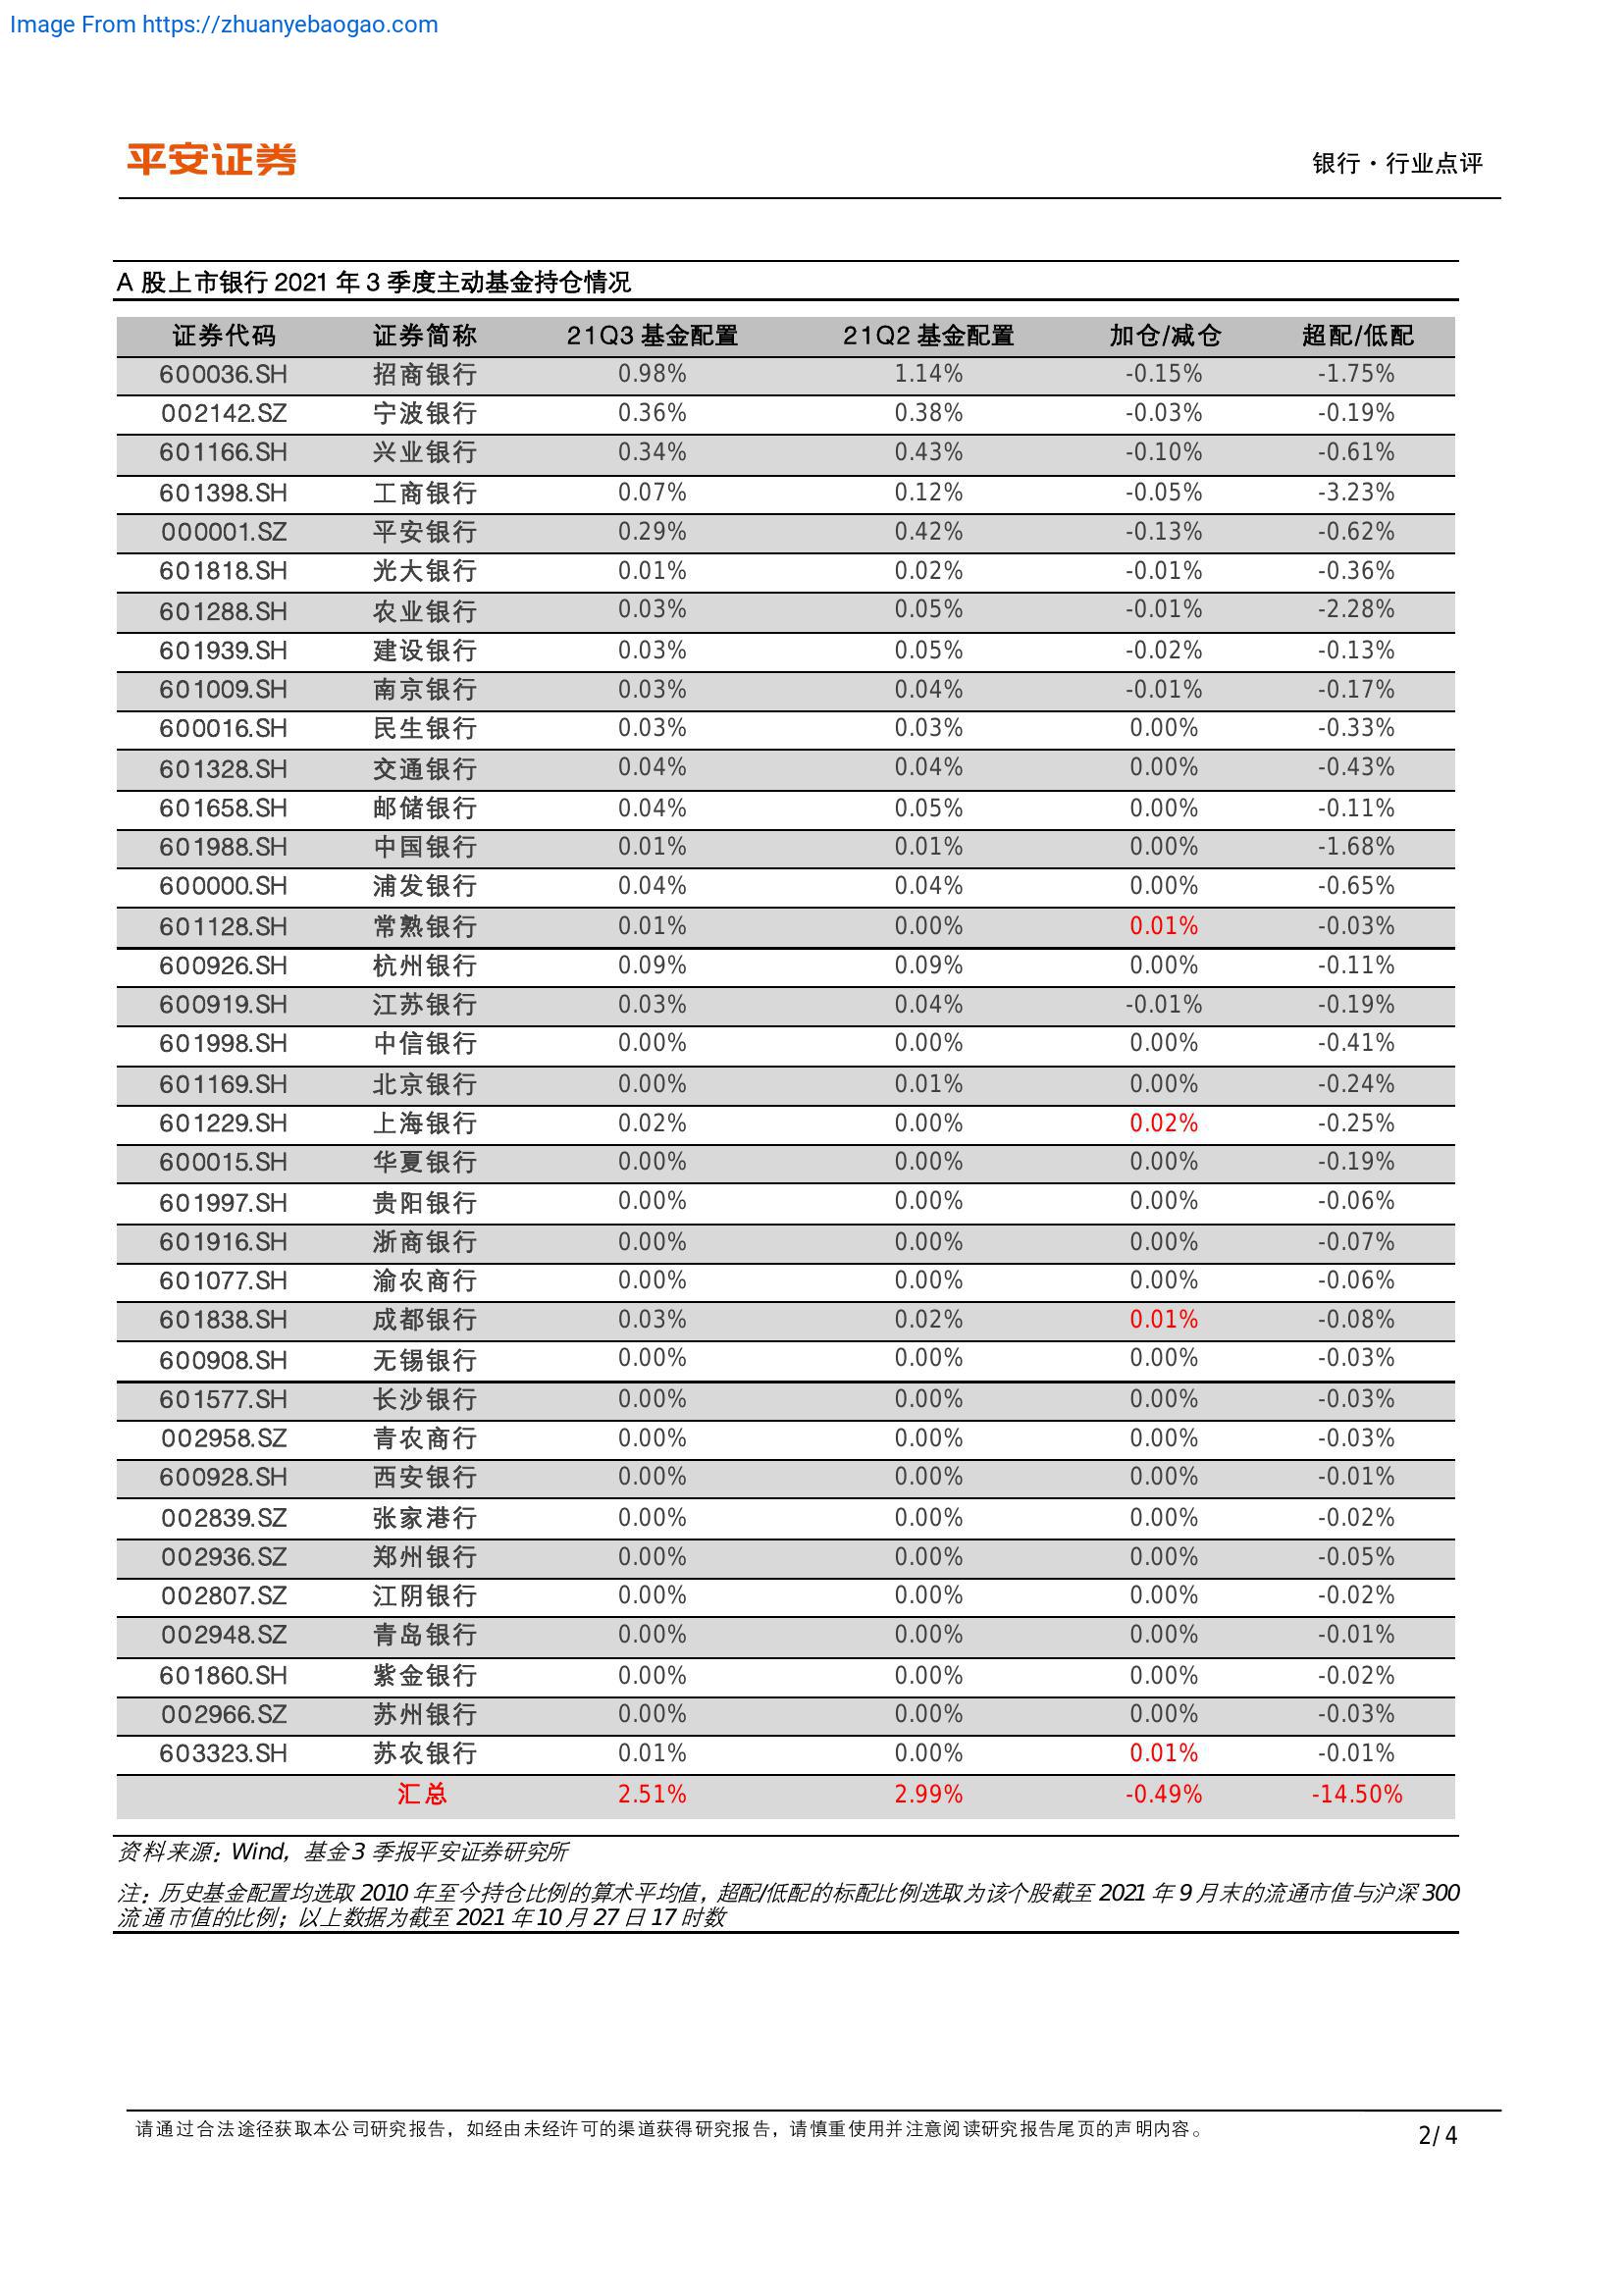 Image From https://zhuanyebaogao.com
平安证券
银行·行业点评
A 股上市银行 2021 年 3 季度主动基金持仓情况
证券代码 证券简称 21Q3 基金配置 21Q2 基金配置 加仓/减仓 超配/低配
600036.SH 招商银行 0.98% 1.14% -0.15% -1.75%
002142.SZ 宁波银行 0.36% 0.38% -0.03% -0.19%
601166.SH 兴业银行 0.34% 0.43% -0.10% -0.61%
601398.SH 工商银行 0.07% 0.12% -0.05% -3.23%
000001.SZ 平安银行 0.29% 0.42% -0.13% -0.62%
601818.SH 光大银行 0.01% 0.02% -0.01% -0.36%
601288.SH 农业银行 0.03% 0.05% -0.01% -2.28%
601939.SH 建设银行 0.03% 0.05% -0.02% -0.13%
601009.SH 南京银行 0.03% 0.04% -0.01% -0.17%
600016.SH 民生银行 0.03% 0.03% 0.00% -0.33%
601328.SH 交通银行 0.04% 0.04% 0.00% -0.43%
601658.SH 邮储银行 0.04% 0.05% 0.00% -0.11%
601988.SH 中国银行 0.01% 0.01% 0.00% -1.68%
600000.SH 浦发银行 0.04% 0.04% 0.00% -0.65%
601128.SH 常熟银行 0.01% 0.00% 0.01% -0.03%
600926.SH 杭州银行 0.09% 0.09% 0.00% -0.11%
600919.SH 江苏银行 0.03% 0.04% -0.01% -0.19%
601998.SH 中信银行 0.00% 0.00% 0.00% -0.41%
601169.SH 北京银行 0.00% 0.01% 0.00% -0.24%
601229.SH 上海银行 0.02% 0.00% 0.02% -0.25%
600015.SH 华夏银行 0.00% 0.00% 0.00% -0.19%
601997.SH 贵阳银行 0.00% 0.00% 0.00% -0.06%
601916.SH 浙商银行 0.00% 0.00% 0.00% -0.07%
601077.SH 渝农商行 0.00% 0.00% 0.00% -0.06%
601838.SH 成都银行 0.03% 0.02% 0.01% -0.08%
600908.SH 无锡银行 0.00% 0.00% 0.00% -0.03%
601577.SH 长沙银行 0.00% 0.00% 0.00% -0.03%
002958.SZ 青农商行 0.00% 0.00% 0.00% -0.03%
600928.SH 西安银行 0.00% 0.00% 0.00% -0.01%
002839.SZ 张家港行 0.00% 0.00% 0.00% -0.02%
002936.SZ 郑州银行 0.00% 0.00% 0.00% -0.05%
002807.SZ 江阴银行 0.00% 0.00% 0.00% -0.02%
002948.SZ 青岛银行 0.00% 0.00% 0.00% -0.01%
601860.SH 紫金银行 0.00% 0.00% 0.00% -0.02%
002966.SZ 苏州银行 0.00% 0.00% 0.00% -0.03%
603323.SH 苏农银行 0.01% 0.00% 0.01% -0.01%
汇总 2.51% 2.99% -0.49% -14.50%
资料来源：Wind，基金 3 季报平安证券研究所
注：历史基金配置均选取 2010 年至今持仓比例的算术平均值，超配/低配的标配比例选取为该个股截至 2021 年 9 月末的流通市值与沪深 300
流通市值的比例；以上数据为截至 2021 年 10 月 27 日 17 时数
请通过合法途径获取本公司研究报告，如经由未经许可的渠道获得研究报告，请慎重使用并注意阅读研究报告尾页的声明内容。
2/ 4